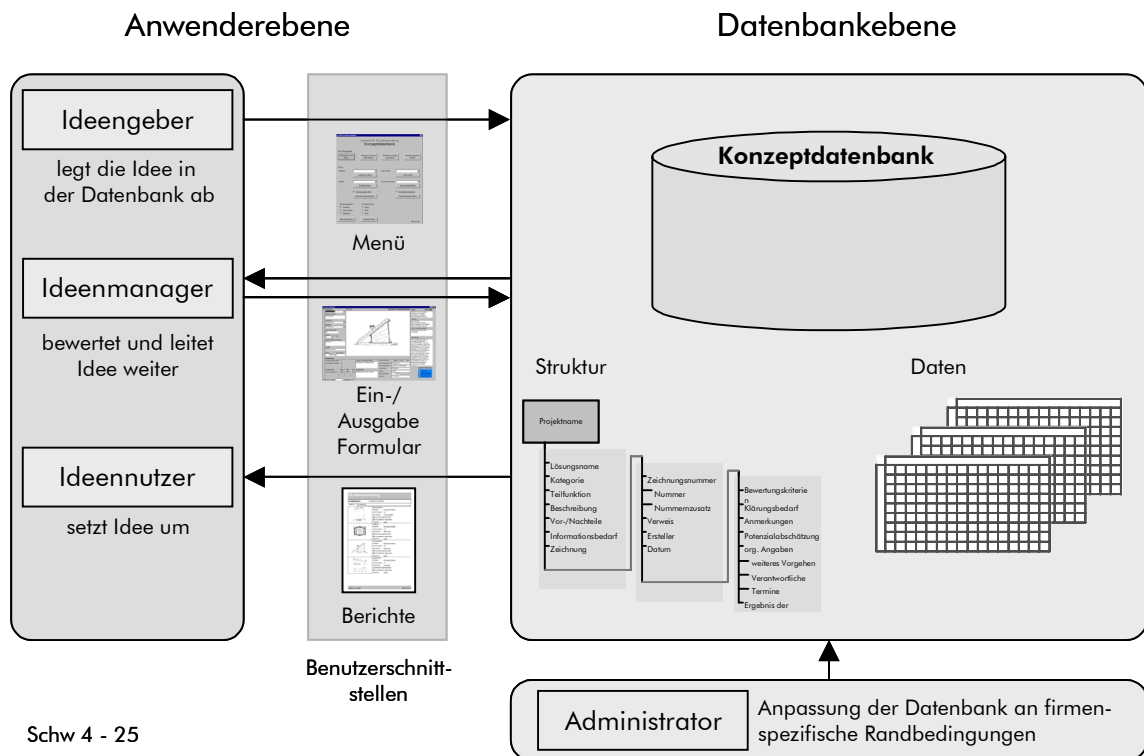 Anwenderebene
Datenbankebene
Ideengeber
legt die Idee in
der Datenbank ab
Ideenmanager
bewertet und leitet
Idee weiter
Ideennutzer
setzt Idee um
Konzeptdatenbank
Menü
Ein-/
Ausgabe
Formular
Berichte
Benutzerschnitt-
stellen
Konzeptdatenbank
Struktur
Daten
Projektname
Lösungsname
Kategorie
Teilfunktion
Beschreibung
Vor-/Nachteile
Informationsbedarf
Zeichnung
Zeichnungsnummer
Nummer
Nummernzusatz
Verweis
Ersteller
Datum
Bewertungskriterie
n
Klärungsbedarf
Anmerkungen
Potenzialabschätzung
org. Angaben
weiteres Vorgehen
Verantwortliche
Termine
Ergebnis der
Administrator
Anpassung der Datenbank an firmen-
spezifische Randbedingungen
Schw 4 - 25